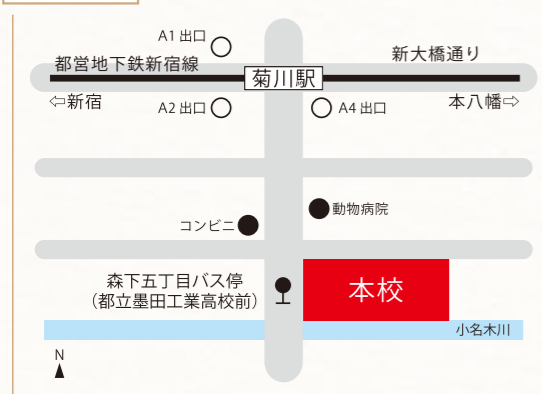 A1 出口
都営地下鉄新宿線
新大橋通り
菊川駅
⇦新宿
A2 出口
A4 出口
本八幡⇨
動物病院
コンビニ
森下五丁目バス停
（都立墨田工業高校前）
本校
小名木川
N